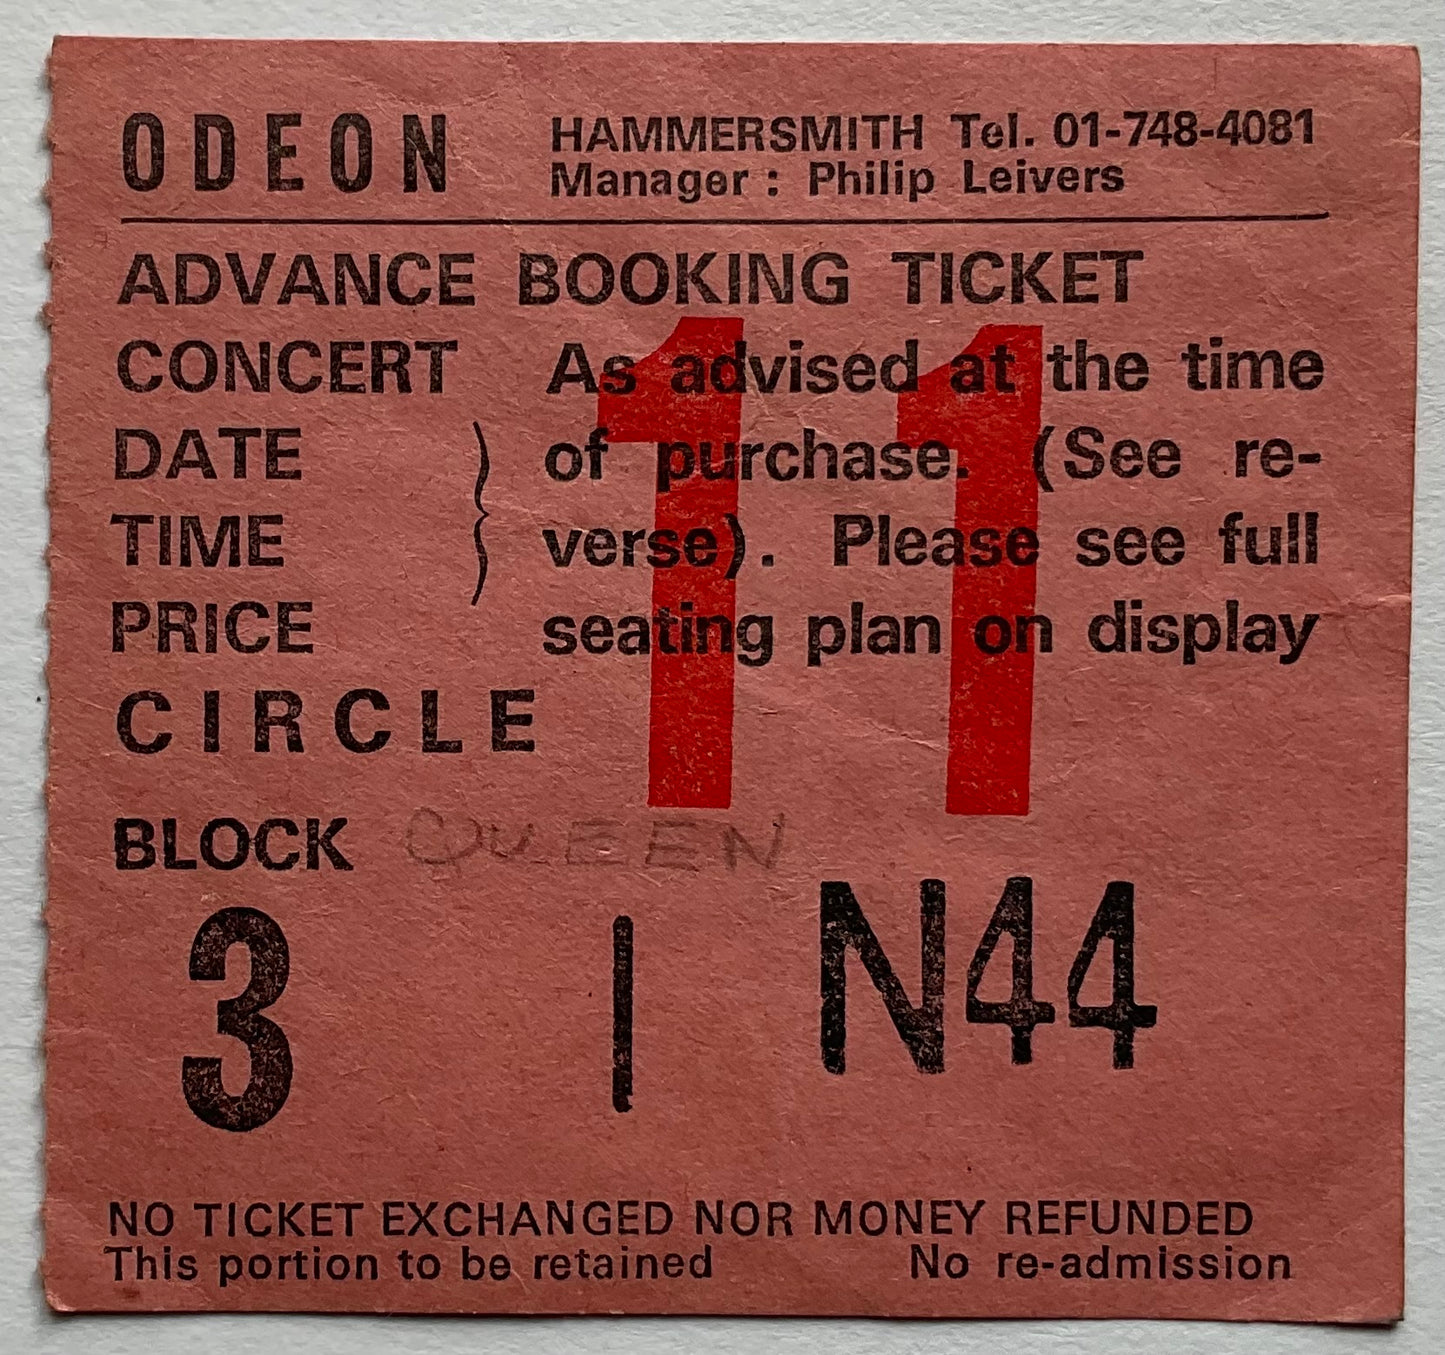 ODEON HAMMERSMITH Tel. 01-748-4081
Manager : Philip Leivers
ADVANCE BOOKING TICKET
CONCERT As advised at the time
DATE of purchase. (See re-
TIME verse). Please see full
PRICE seating plan on display
11
CIRCLE
BLOCK QUEEN
3 | N44
NO TICKET EXCHANGED NOR MONEY REFUNDED
This portion to be retained No re-admission